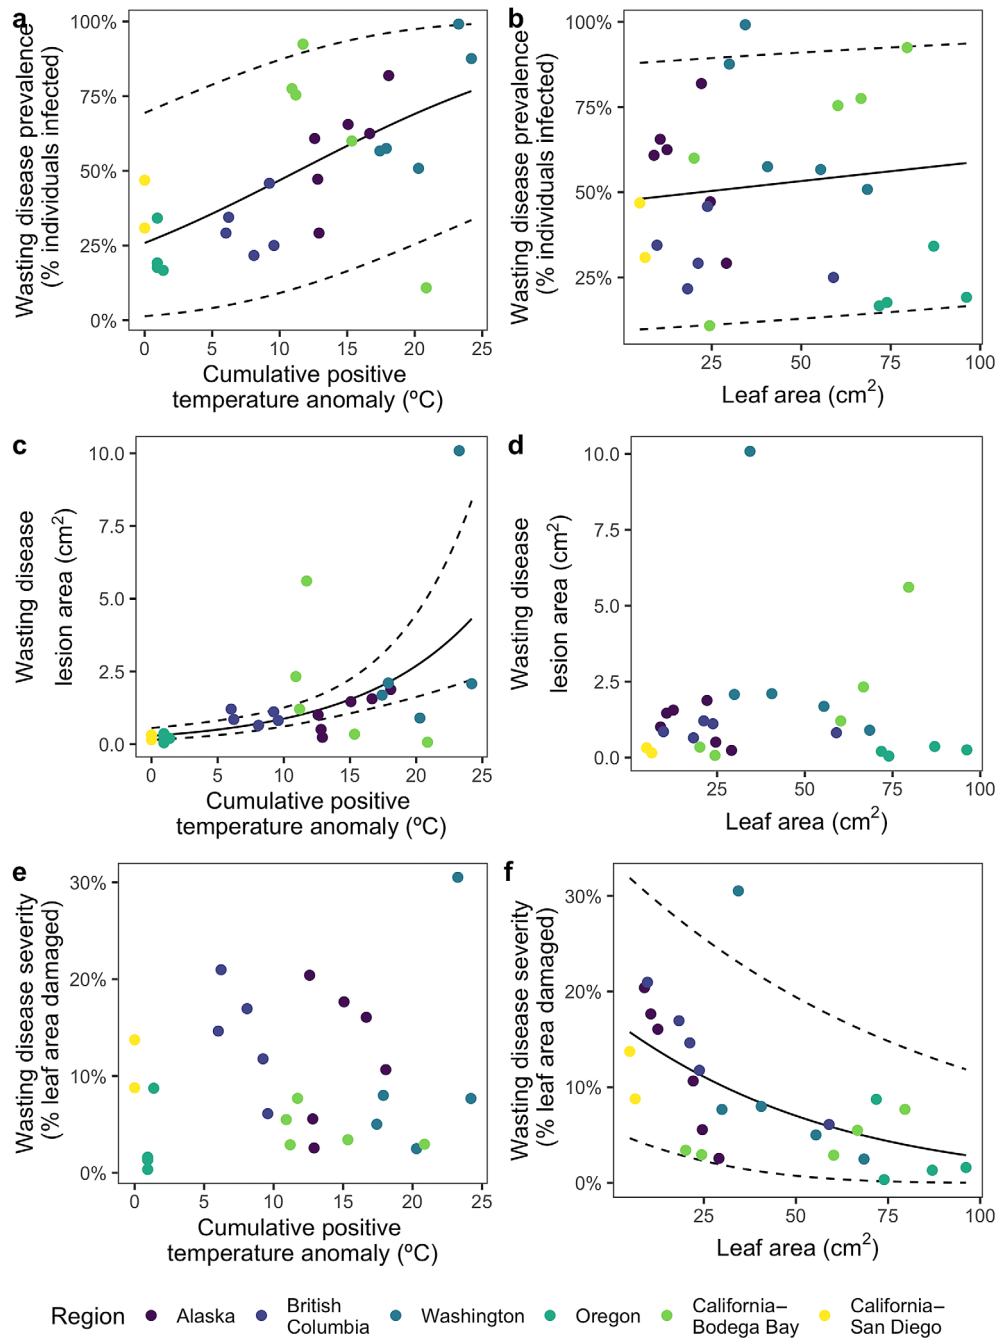 a
Wasting disease prevalence
(% individuals infected)
100%
75%
50%
25%
0%
0 5 10 15 20 25
Cumulative positive
temperature anomaly (ºC)
b
Wasting disease prevalence
(% individuals infected)
100%
75%
50%
25%
25 50 75 100
Leaf area (cm²)
c
Wasting disease
lesion area (cm²)
10.0
7.5
5.0
2.5
0.0
0 5 10 15 20 25
Cumulative positive
temperature anomaly (ºC)
d
Wasting disease
lesion area (cm²)
10.0
7.5
5.0
2.5
0.0
25 50 75 100
Leaf area (cm²)
e
Wasting disease severity
(% leaf area damaged)
30%
20%
10%
0%
0 5 10 15 20 25
Cumulative positive
temperature anomaly (ºC)
f
Wasting disease severity
(% leaf area damaged)
30%
20%
10%
0%
25 50 75 100
Leaf area (cm²)
Region
Alaska
British
Columbia
Washington
Oregon
California–
Bodega Bay
California–
San Diego